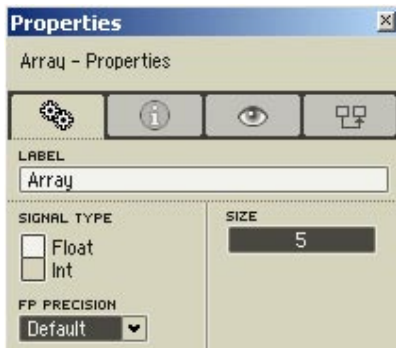 Properties
Array - Properties
LABEL
Array
SIGNAL TYPE
Float
Int
FP PRECISION
Default
SIZE
5